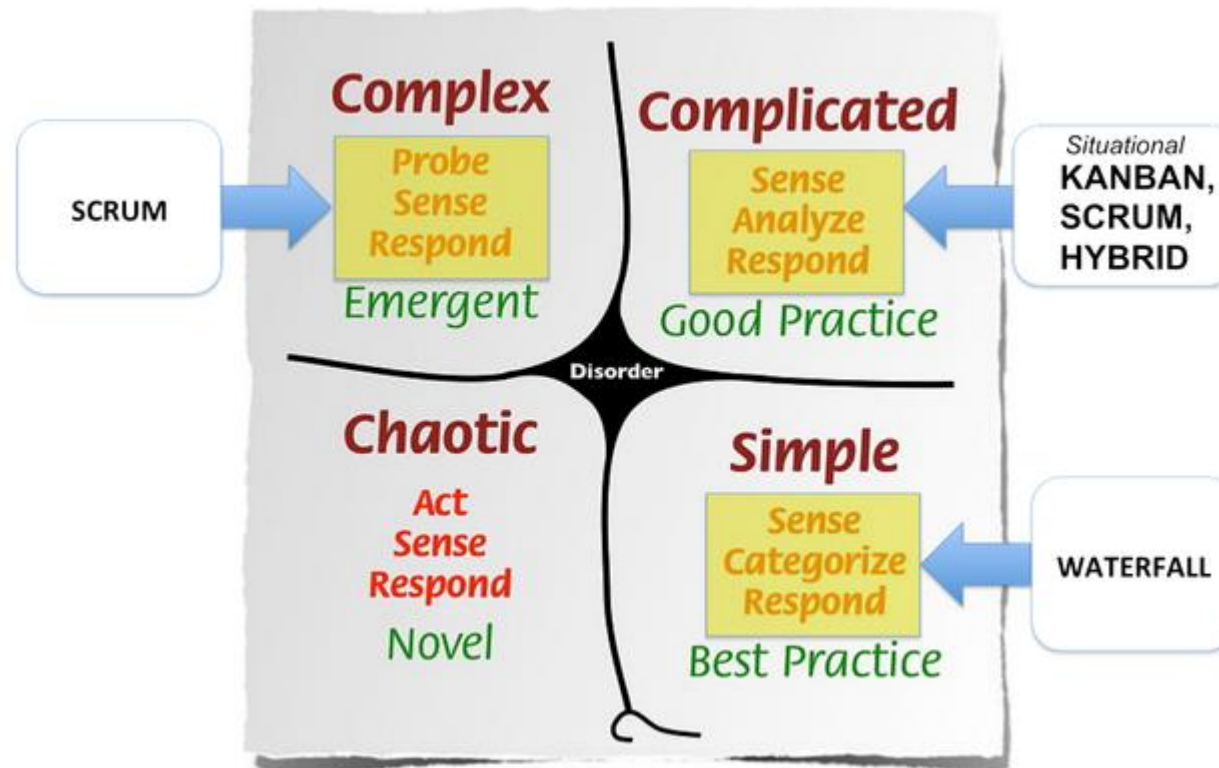 SCRUM
Complex
Probe
Sense
Respond
Emergent
Complicated
Sense
Analyze
Respond
Good Practice
Situational
KANBAN,
SCRUM,
HYBRID
Disorder
Chaotic
Act
Sense
Respond
Novel
Simple
Sense
Categorize
Respond
Best Practice
WATERFALL